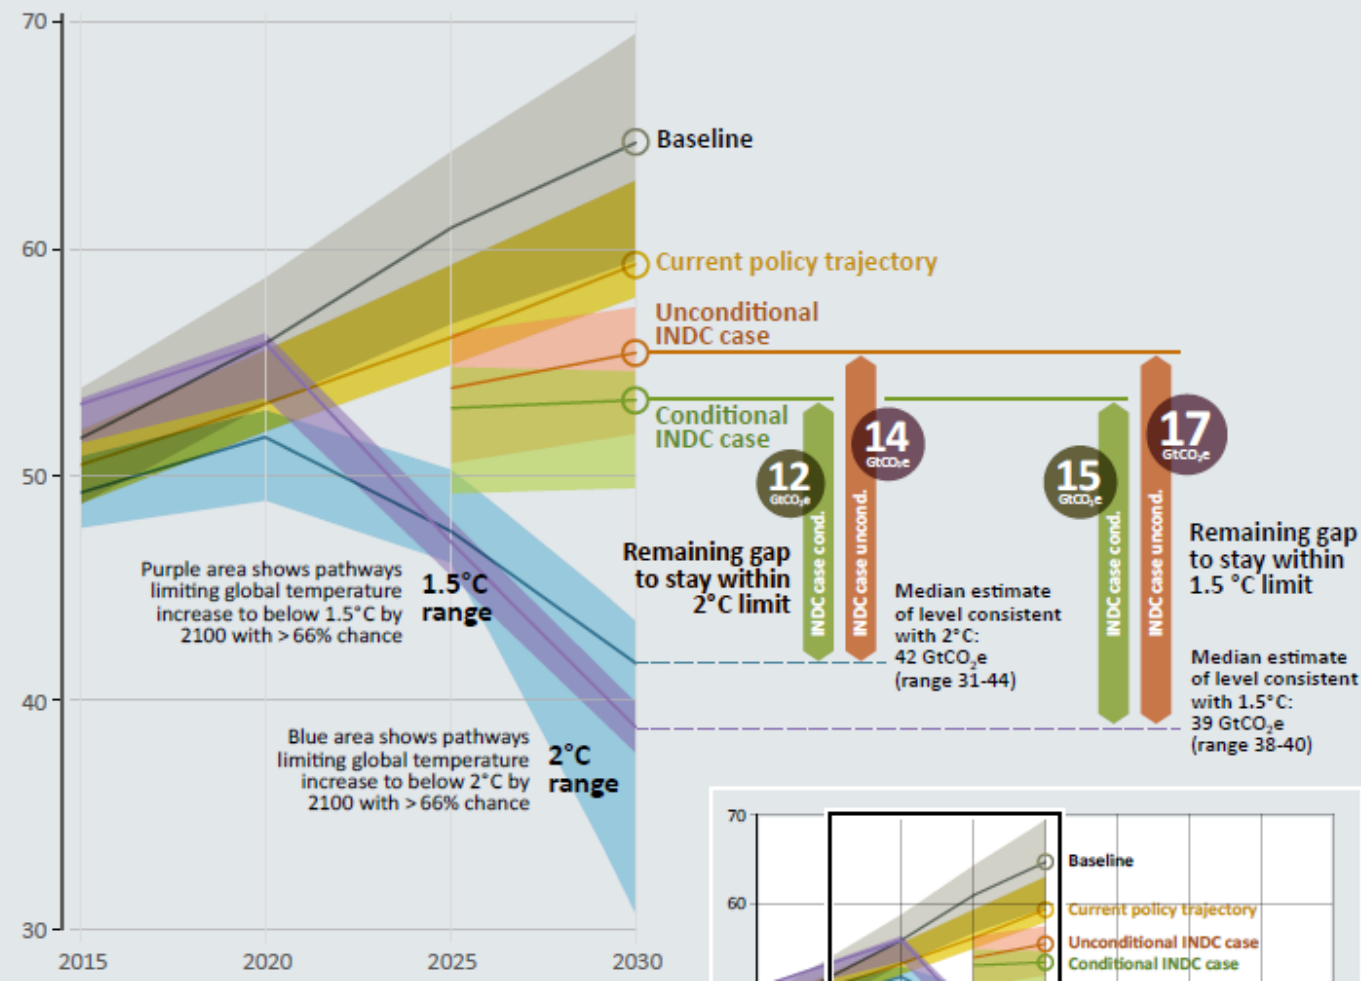 70
60
50
40
30
2015
2020
2025
2030
Baseline
Current policy trajectory
Unconditional
INDC case
Conditional
INDC case
12
GtCO₂e
14
GtCO₂e
15
GtCO₂e
17
GtCO₂e
INDC case cond.
INDC case uncond.
INDC case cond.
INDC case uncond.
Remaining gap
to stay within
2°C limit
Remaining gap
to stay within
1.5 °C limit
Purple area shows pathways
limiting global temperature
increase to below 1.5°C by
2100 with > 66% chance
1.5°C
range
Median estimate
of level consistent
with 2°C:
42 GtCO₂e
(range 31-44)
Median estimate
of level consistent
with 1.5°C:
39 GtCO₂e
(range 38-40)
Blue area shows pathways
limiting global temperature
increase to below 2°C by
2100 with > 66% chance
2°C
range
70
60
Baseline
Current policy trajectory
Unconditional INDC case
Conditional INDC case